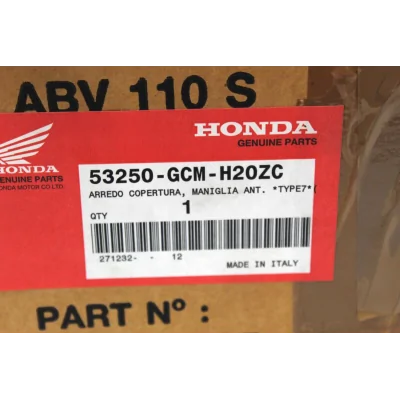 ABV 110 S
HONDA
GENUINE PARTS
HONDA
GENUINE PARTS
HONDA MOTOR CO.,LTD.
53250-GCM-H20ZC
ARREDO COPERTURA, MANIGLIA ANT. *TYPE7*(
QTY
1
271232- - 12
MADE IN ITALY
PART Nº :